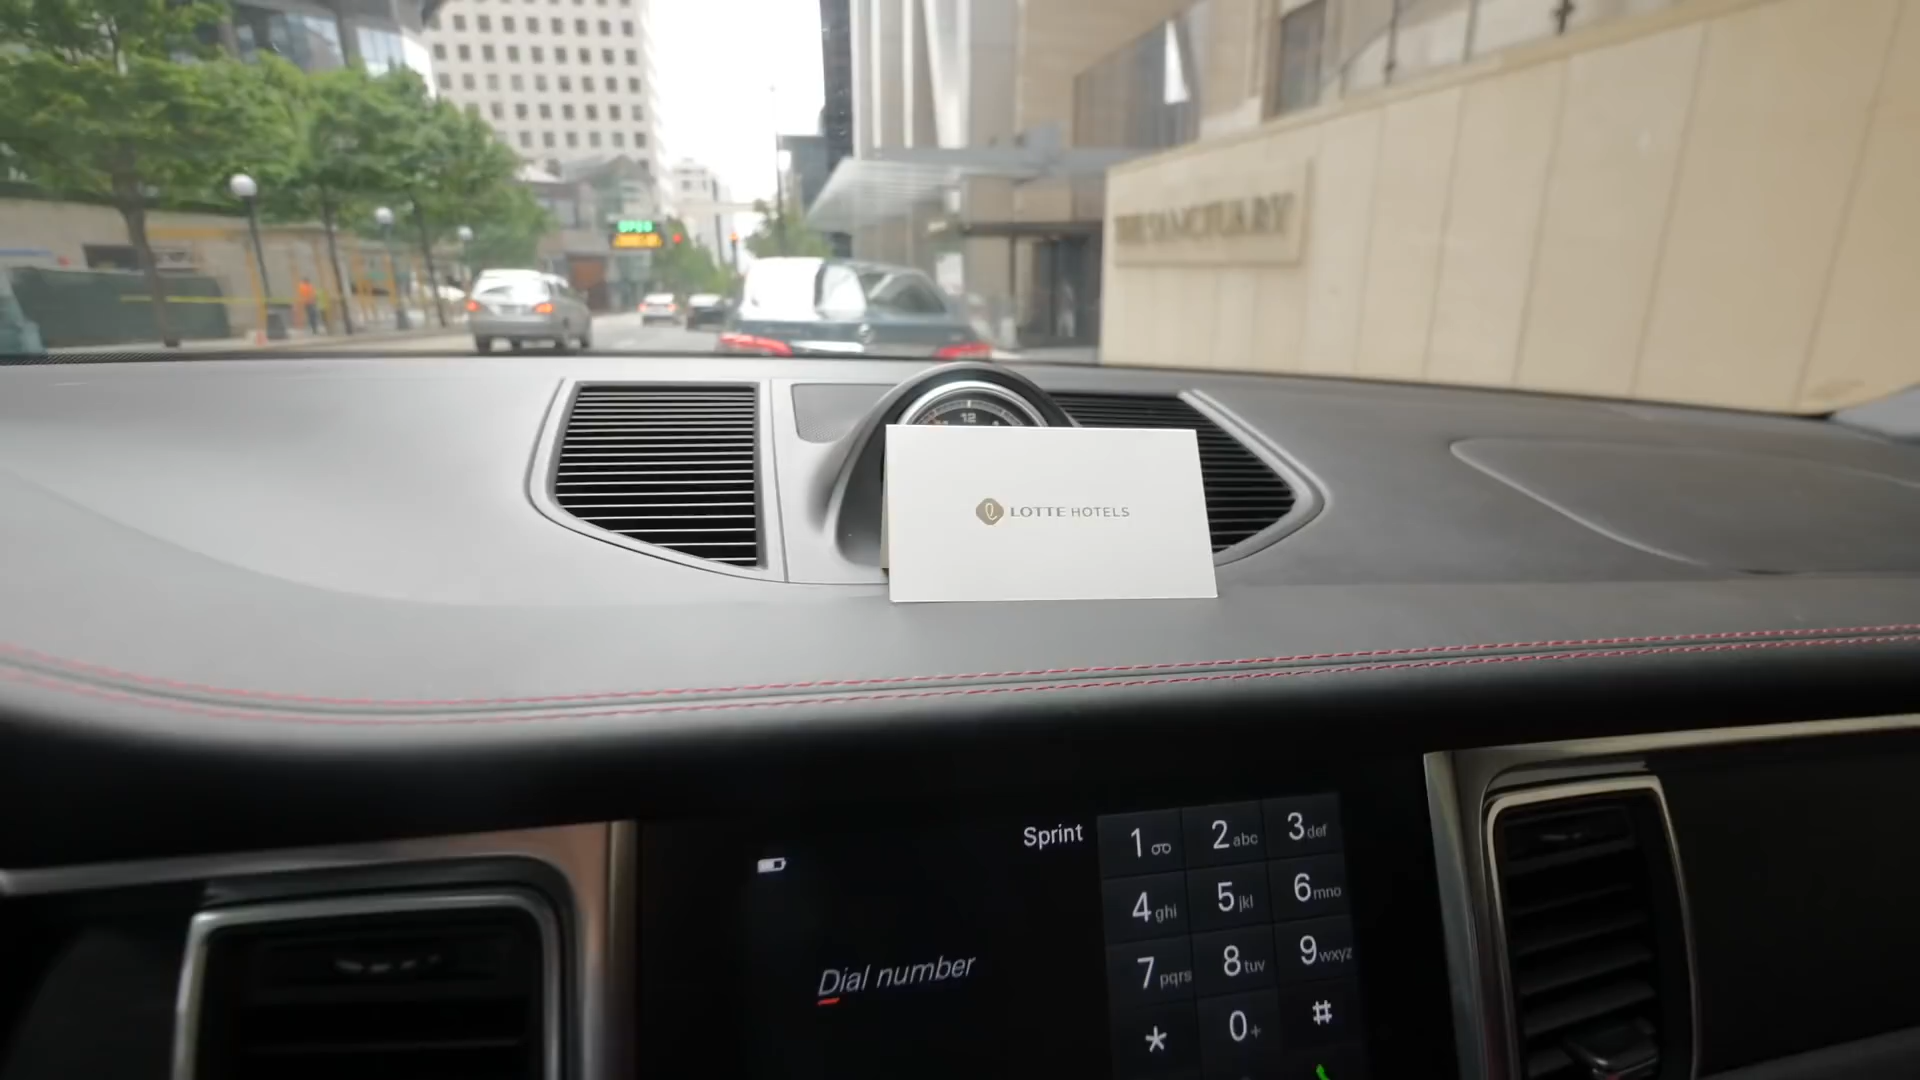 OPEN
THE SANCTUARY
12
LOTTE HOTELS
Sprint
1
2 abc
3 def
4 ghi
5 jkl
6 mno
Dial number
7 pqrs
8 tuv
9 wxyz
*
0 +
#